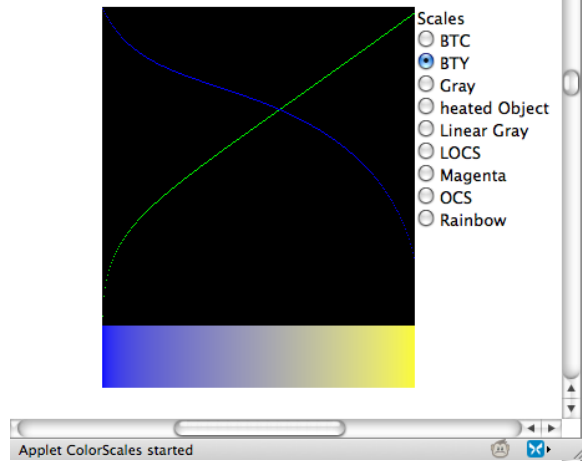 Scales
BTC
BTY
Gray
heated Object
Linear Gray
LOCS
Magenta
OCS
Rainbow
Applet ColorScales started